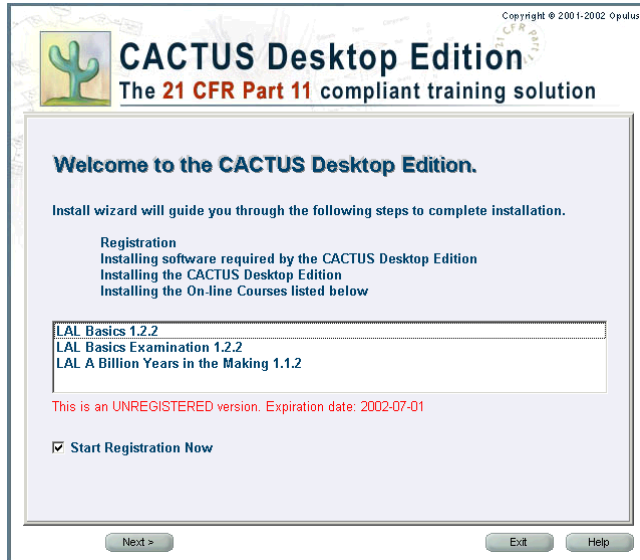 Copyright © 2001-2002 Opulus
CACTUS Desktop Edition
21 CFR Part 11
The 21 CFR Part 11 compliant training solution
Welcome to the CACTUS Desktop Edition.
Install wizard will guide you through the following steps to complete installation.
Registration
Installing software required by the CACTUS Desktop Edition
Installing the CACTUS Desktop Edition
Installing the On-line Courses listed below
LAL Basics 1.2.2
LAL Basics Examination 1.2.2
LAL A Billion Years in the Making 1.1.2
This is an UNREGISTERED version. Expiration date: 2002-07-01
Start Registration Now
Next >
Exit
Help